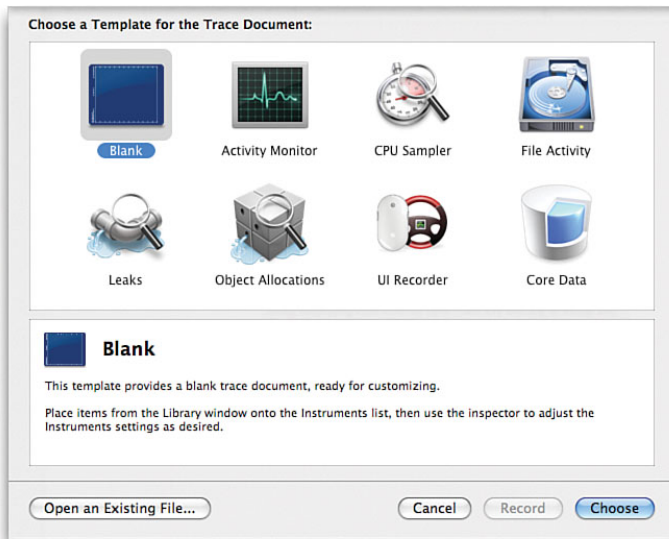 Choose a Template for the Trace Document:
Blank
Activity Monitor
CPU Sampler
File Activity
Leaks
Object Allocations
UI Recorder
Core Data
Blank
This template provides a blank trace document, ready for customizing.
Place items from the Library window onto the Instruments list, then use the inspector to adjust the
Instruments settings as desired.
Open an Existing File...
Cancel
Record
Choose